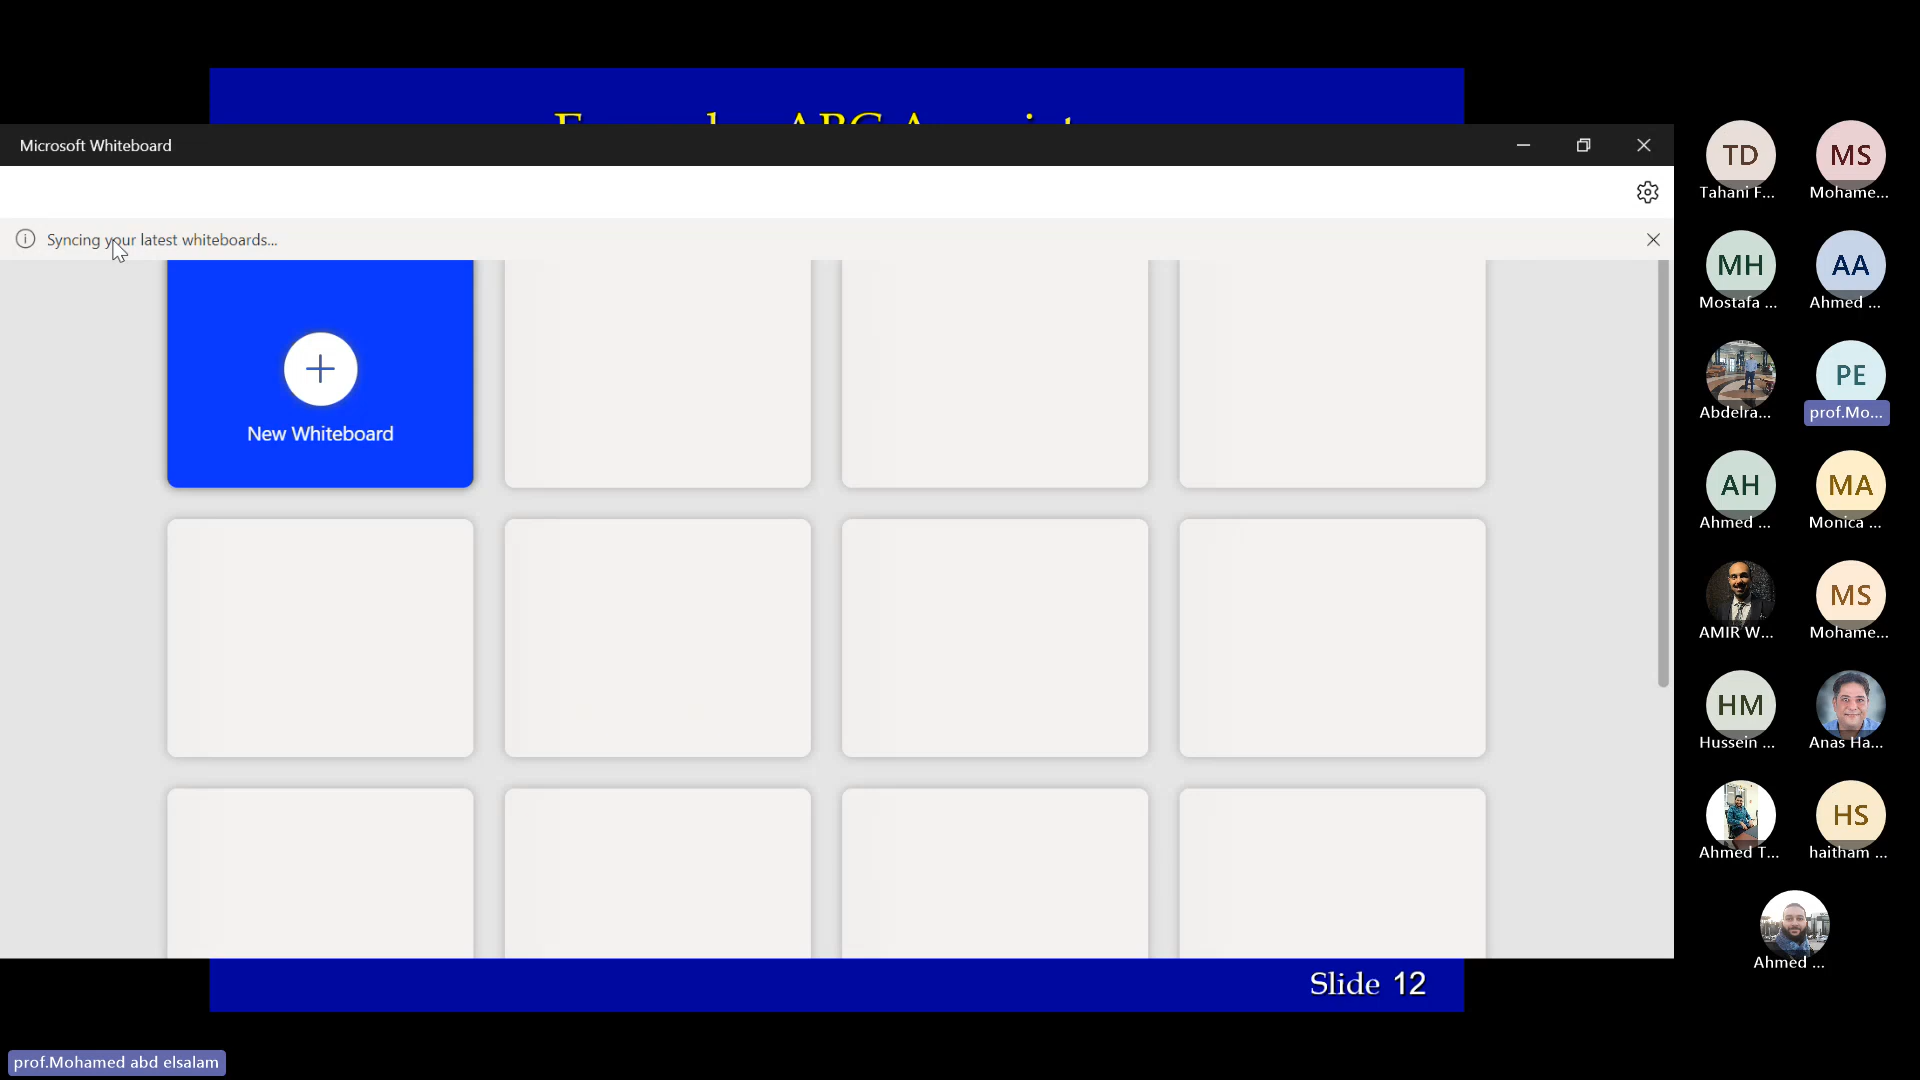 Microsoft Whiteboard
Syncing your latest whiteboards...
New Whiteboard
Slide 12
TD
Tahani F...
MS
Mohame...
MH
Mostafa ...
AA
Ahmed ...
Abdelra...
PE
prof.Mo...
AH
Ahmed ...
MA
Monica ...
AMIR W...
MS
Mohame...
HM
Hussein ...
Anas Ha...
Ahmed T...
HS
haitham ...
Ahmed ...
prof.Mohamed abd elsalam